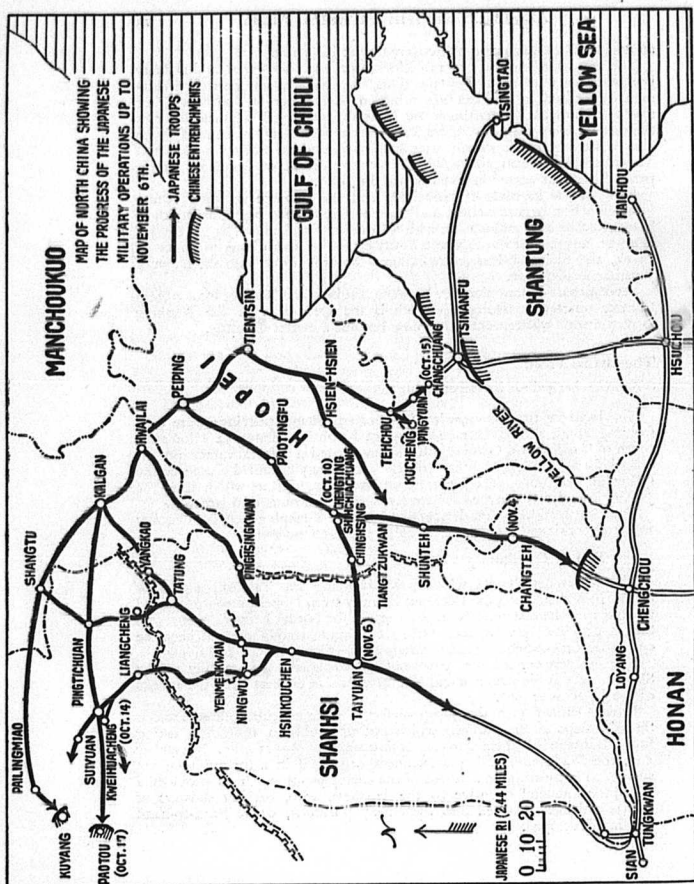 MAP OF NORTH CHINA SHOWING
THE PROGRESS OF THE JAPANESE
MILITARY OPERATIONS UP TO
NOVEMBER 6TH.
JAPANESE TROOPS
CHINESE ENTRENCHMENTS
MANCHOUKUO
GULF OF CHIHLI
YELLOW SEA
HOPEI
SHANTUNG
SHANHSI
HONAN
YELLOW RIVER
PAILINGMIAO
SHANGTU
KALGAN
HWAILAI
PEIPING
TIENTSIN
KUYANG
PAOTOU
(OCT. 17)
SUIYUAN
KWEIHUACHENG
(OCT. 14)
PINGTICHUAN
LIANGCHENG
YANGKAO
TATUNG
PINGHSINGKWAN
YENMENKWAN
NINGWU
HSINKOUCHEN
TAIYUAN
(NOV. 6)
PAOTINGFU
(OCT. 10)
CHENGTING
SHIHCHIACHUANG
CHINGHSING
TIANGTZUKWAN
HSIEN-HSIEN
TEHCHOU
KUCHENG
PINGYUAN
(OCT. 15)
CHANGCHUANG
TSINANFU
TSINGTAO
SHUNTEH
CHANGTEH
(NOV. 4)
CHENGCHOU
LOYANG
HSUCHOU
HAICHOU
TUNGKWAN
SIAN
N
JAPANESE RI (2.44 MILES)
0 10 20